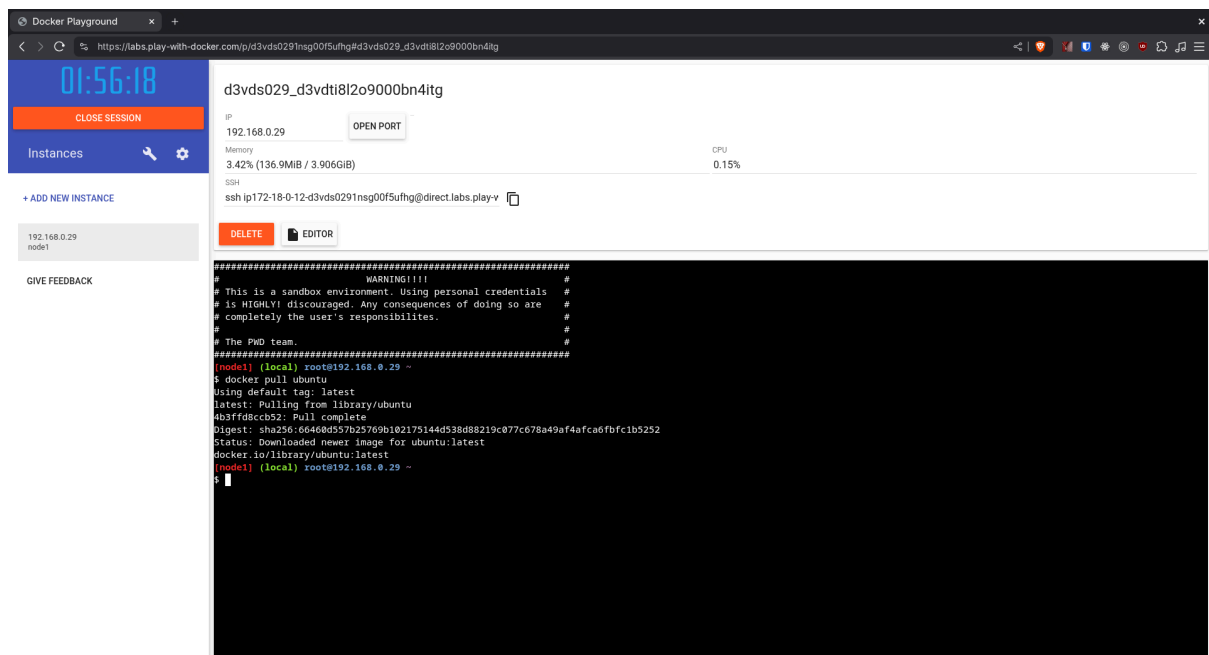 Docker Playground
https://labs.play-with-docker.com/p/d3vds0291nsg00f5ufhg#d3vds029_d3vdti8l2o9000bn4itg
01:56:18
CLOSE SESSION
Instances
+ ADD NEW INSTANCE
192.168.0.29
node1
GIVE FEEDBACK
d3vds029_d3vdti8l2o9000bn4itg
IP
192.168.0.29
OPEN PORT
Memory
3.42% (136.9MiB / 3.906GiB)
CPU
0.15%
SSH
ssh ip172-18-0-12-d3vds0291nsg00f5ufhg@direct.labs.play-v
DELETE
EDITOR
###############################################################
#                          WARNING!!!!                        #
# This is a sandbox environment. Using personal credentials   #
# is HIGHLY! discouraged. Any consequences of doing so are    #
# completely the user's responsibilites.                      #
#                                                             #
# The PWD team.                                               #
###############################################################
[node1] (local) root@192.168.0.29 ~
$ docker pull ubuntu
Using default tag: latest
latest: Pulling from library/ubuntu
4b3ffd8ccb52: Pull complete
Digest: sha256:66460d557b25769b102175144d538d88219c077c678a49af4afca6fbfc1b5252
Status: Downloaded newer image for ubuntu:latest
docker.io/library/ubuntu:latest
[node1] (local) root@192.168.0.29 ~
$